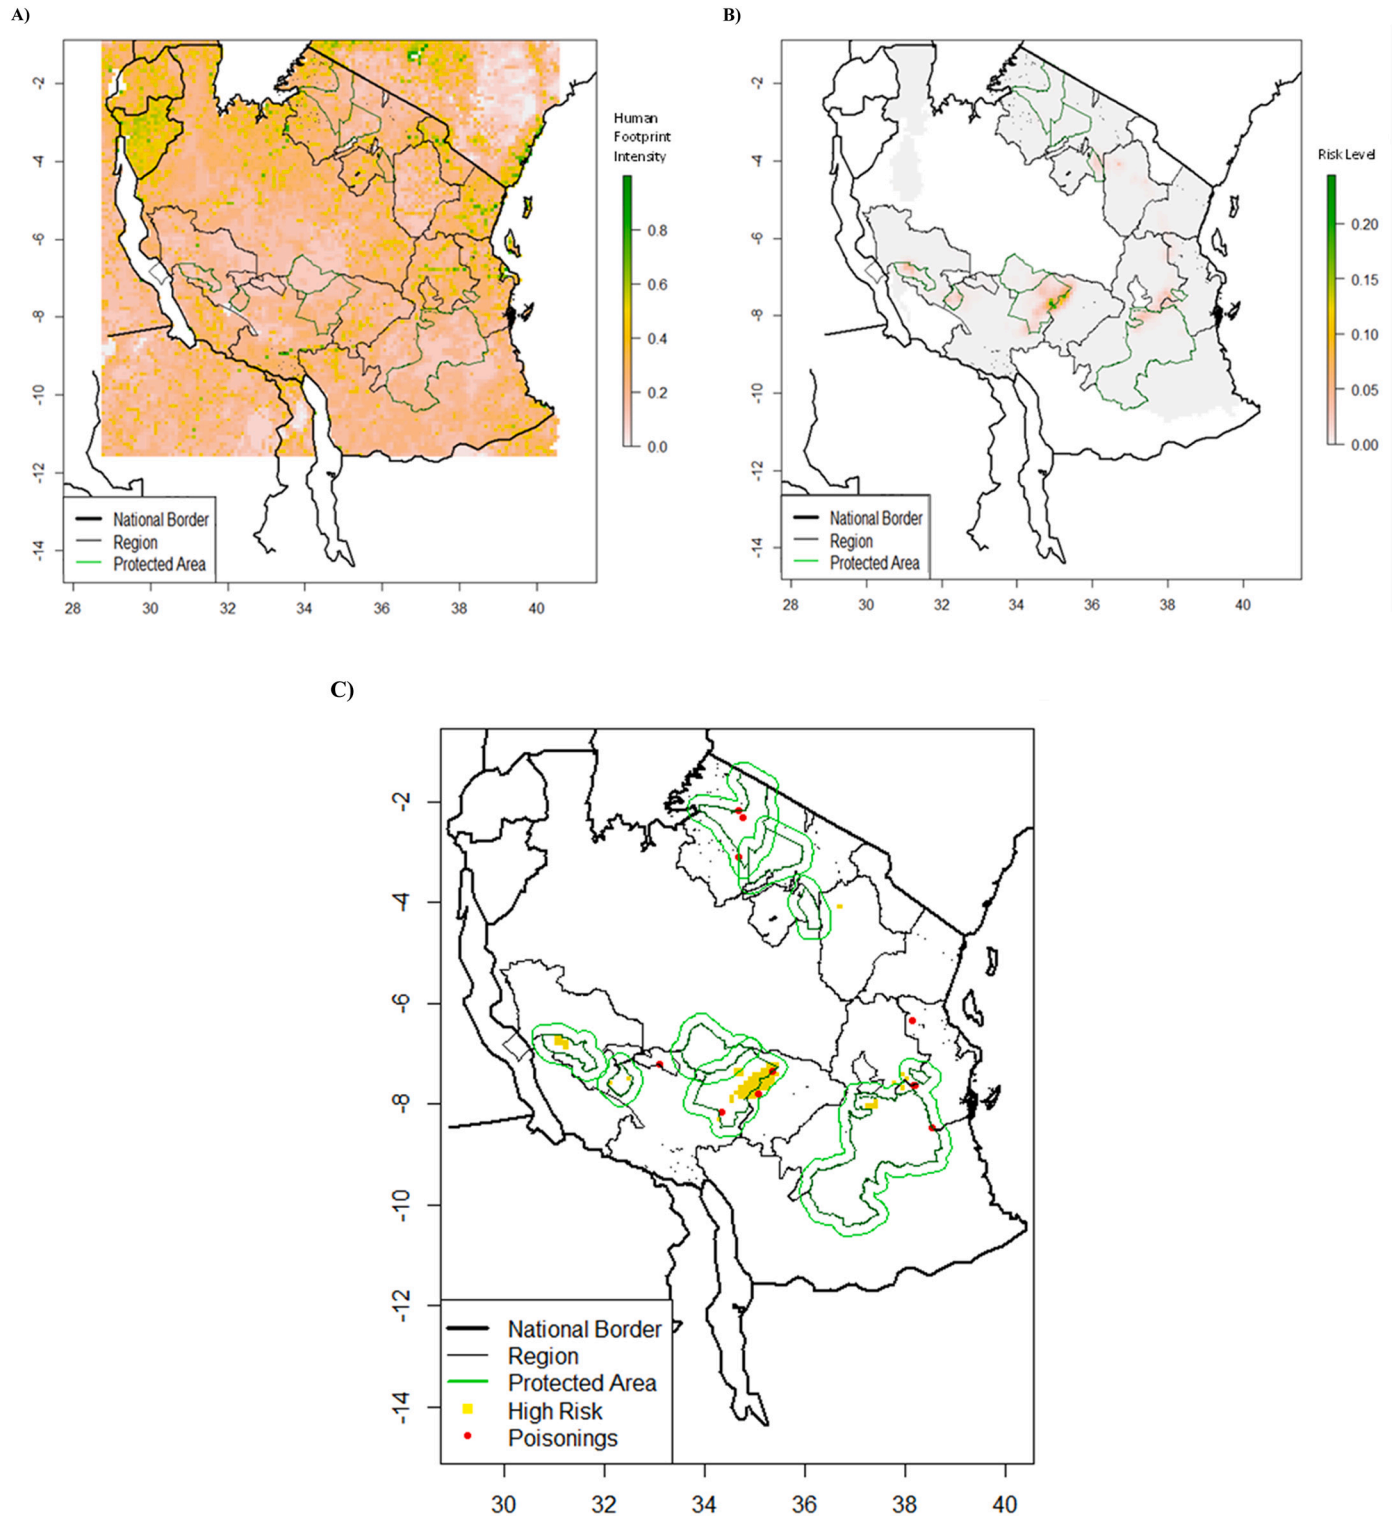 A)
-2
-4
-6
-8
-10
-12
-14
28
30
32
34
36
38
40
National Border
Region
Protected Area
Human
Footprint
Intensity
0.8
0.6
0.4
0.2
0.0
B)
-2
-4
-6
-8
-10
-12
-14
28
30
32
34
36
38
40
National Border
Region
Protected Area
Risk Level
0.20
0.15
0.10
0.05
0.00
C)
-2
-4
-6
-8
-10
-12
-14
30
32
34
36
38
40
National Border
Region
Protected Area
High Risk
Poisonings